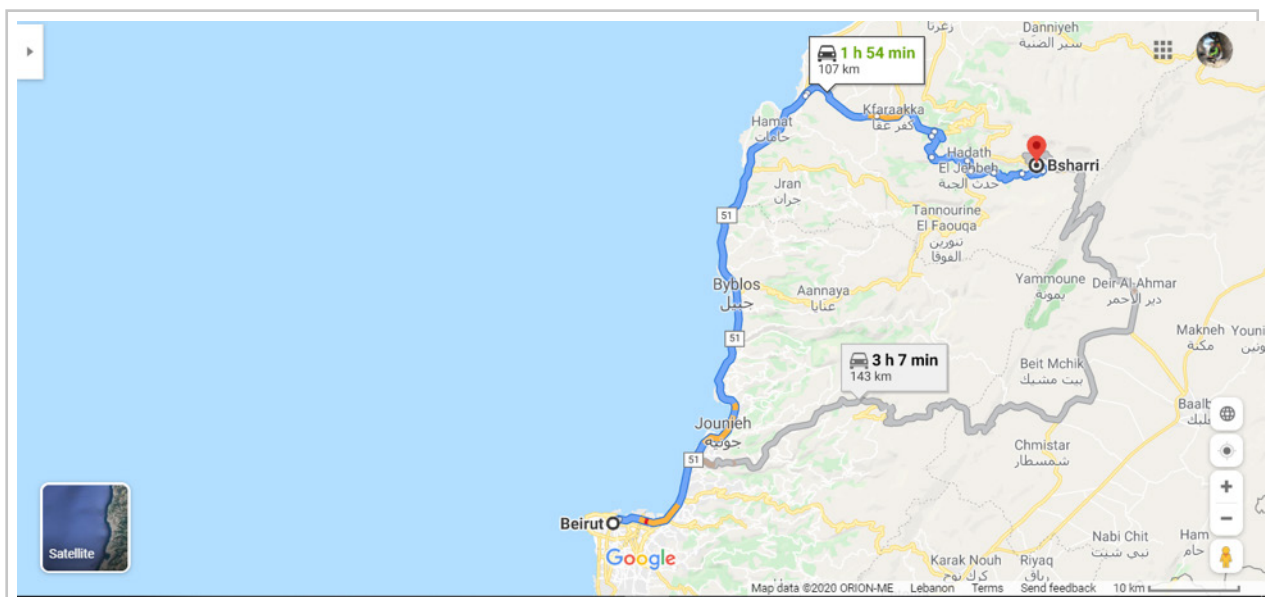 زغرتا
Danniyeh
سير الضنية
1 h 54 min
107 km
Kfaraakka
كفر عقا
Hamat
حامات
Hadath
El Jebbeh
حدث الجبة
Bsharri
Jran
جران
51
Tannourine
El Faouqa
تنورين
الفوقا
Byblos
جبيل
Aannaya
عنايا
Yammoune
يمونة
Deir Al-Ahmar
دير الأحمر
51
Makneh
مكنة
3 h 7 min
143 km
Beit Mchik
بيت مشيك
Jounieh
جونيه
51
Chmistar
شمسطار
Beirut
Satellite
Google
Nabi Chit
نبي شيت
Karak Nouh
كرك نوح
Riyaq
رياق
Map data ©2020 ORION-ME Lebanon Terms Send feedback 10 km